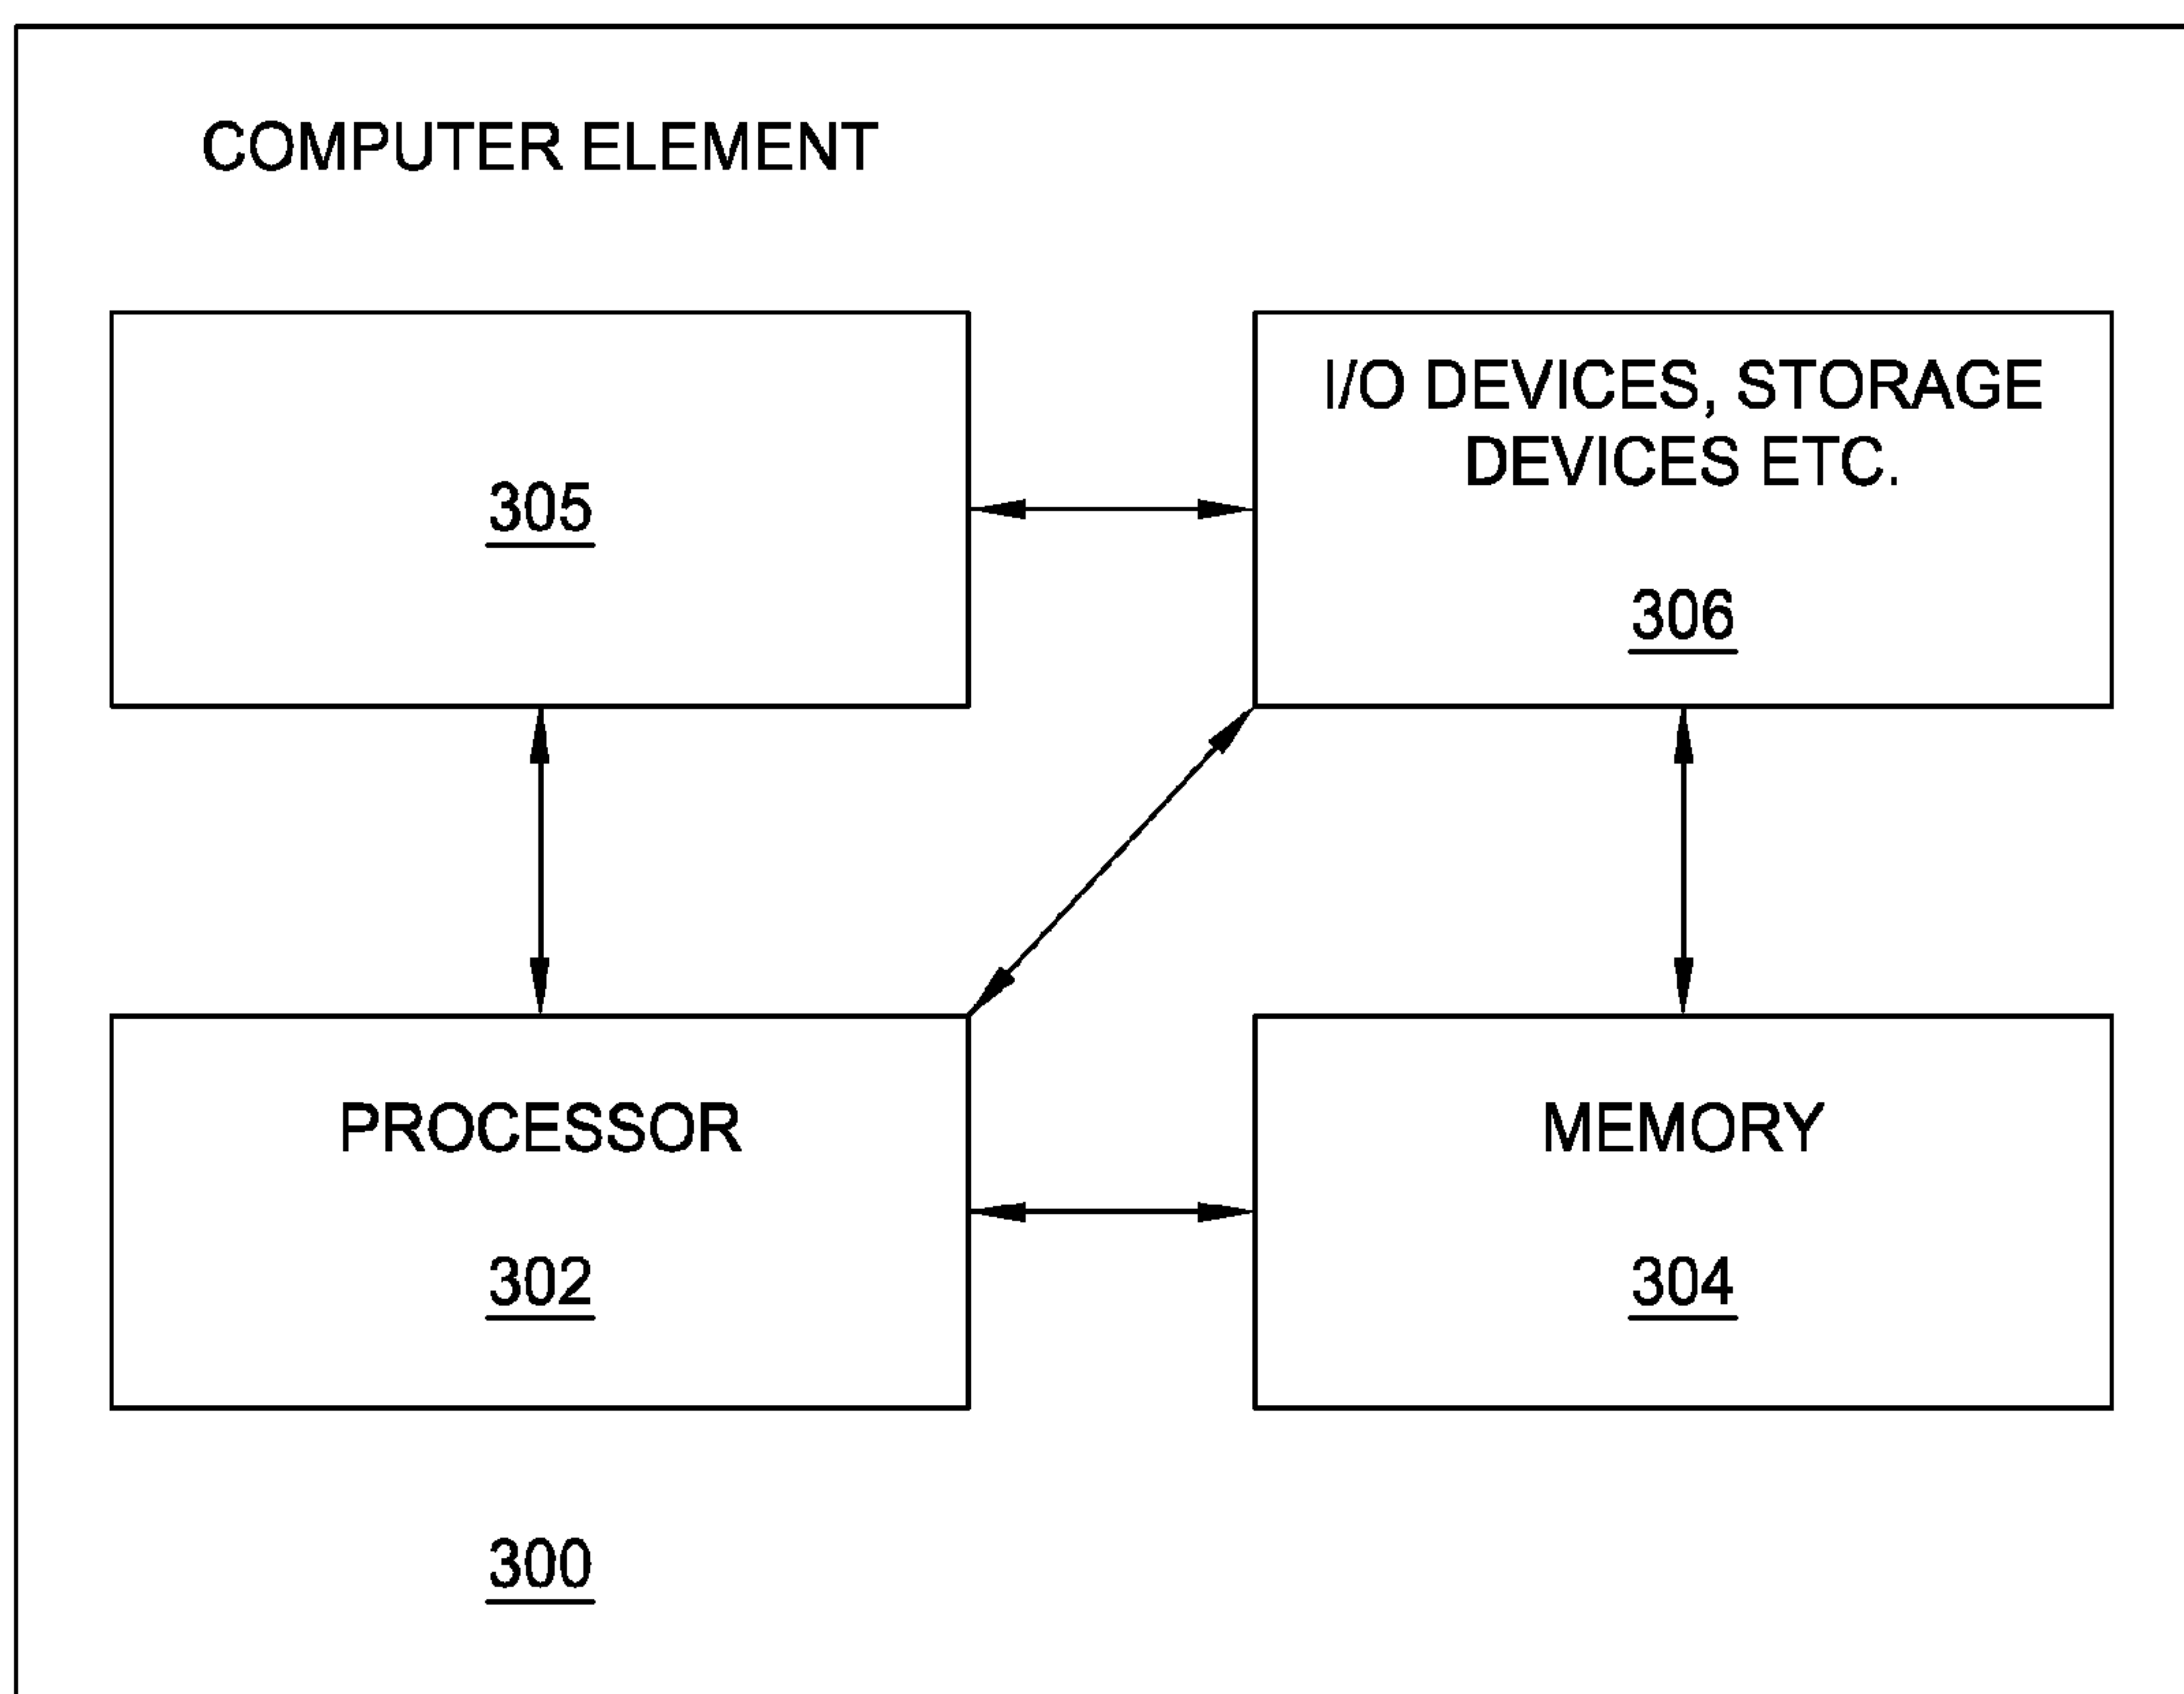 COMPUTER ELEMENT
305
I/O DEVICES, STORAGE
DEVICES ETC.
306
PROCESSOR
302
MEMORY
304
300